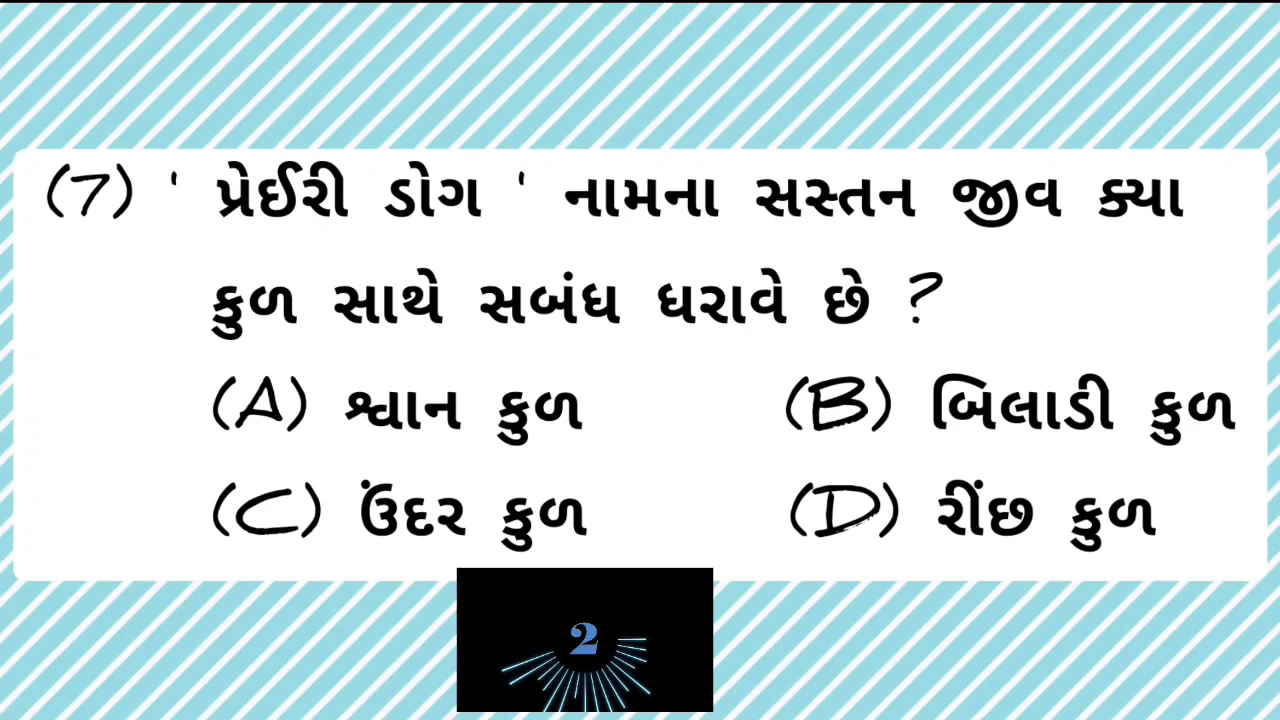 (7) ' પ્રેઈરી ડોગ ' નામના સસ્તન જીવ ક્યા
કુળ સાથે સબંધ ધરાવે છે ?
(A) શ્વાન કુળ (B) બિલાડી કુળ
(C) ઉંદર કુળ (D) રીંછ કુળ
2